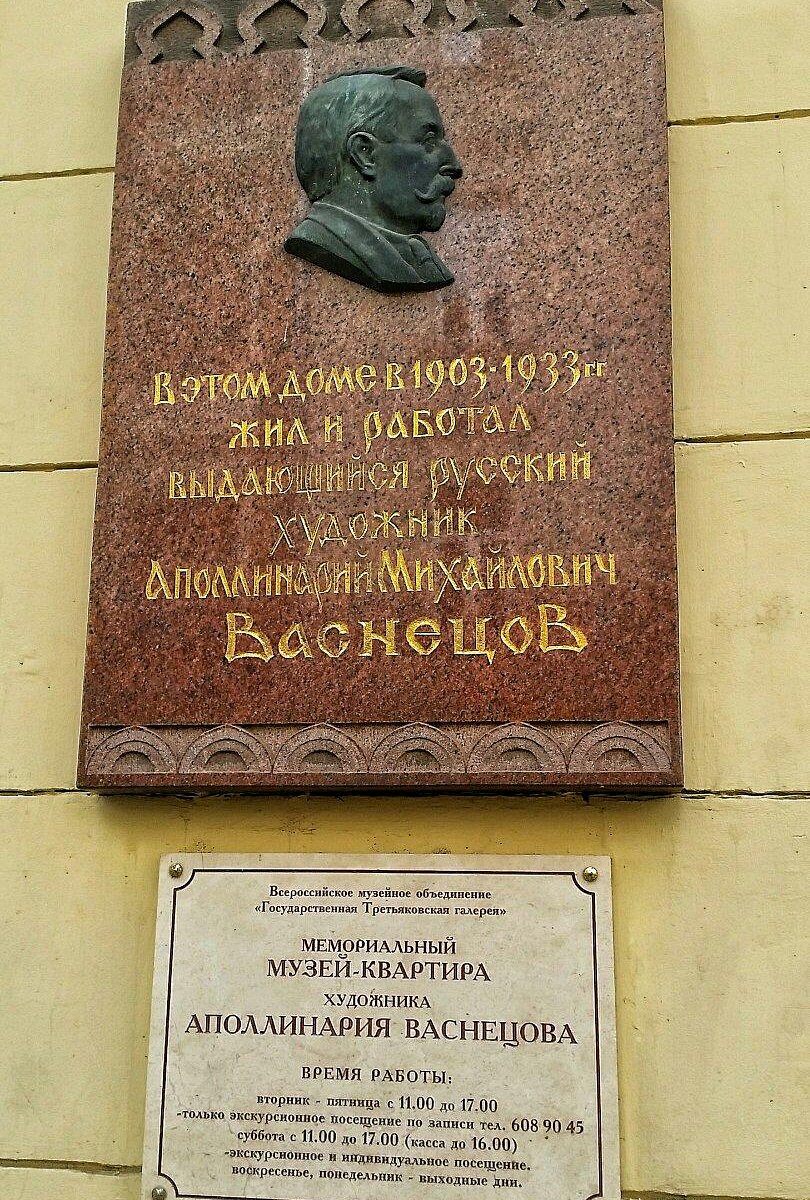 В ЭТОМ ДОМЕ В 1903-1933 гг
ЖИЛ И РАБОТАЛ
ВЫДАЮЩИЙСЯ РУССКИЙ
ХУДОЖНИК
АПОЛЛИНАРИЙ МИХАЙЛОВИЧ
ВАСНЕЦОВ
Всероссийское музейное объединение
«Государственная Третьяковская галерея»
МЕМОРИАЛЬНЫЙ
МУЗЕЙ-КВАРТИРА
ХУДОЖНИКА
АПОЛЛИНАРИЯ ВАСНЕЦОВА
ВРЕМЯ РАБОТЫ:
вторник - пятница с 11.00 до 17.00
-только экскурсионное посещение по записи тел. 608 90 45
суббота с 11.00 до 17.00 (касса до 16.00)
-экскурсионное и индивидуальное посещение.
воскресенье, понедельник - выходные дни.